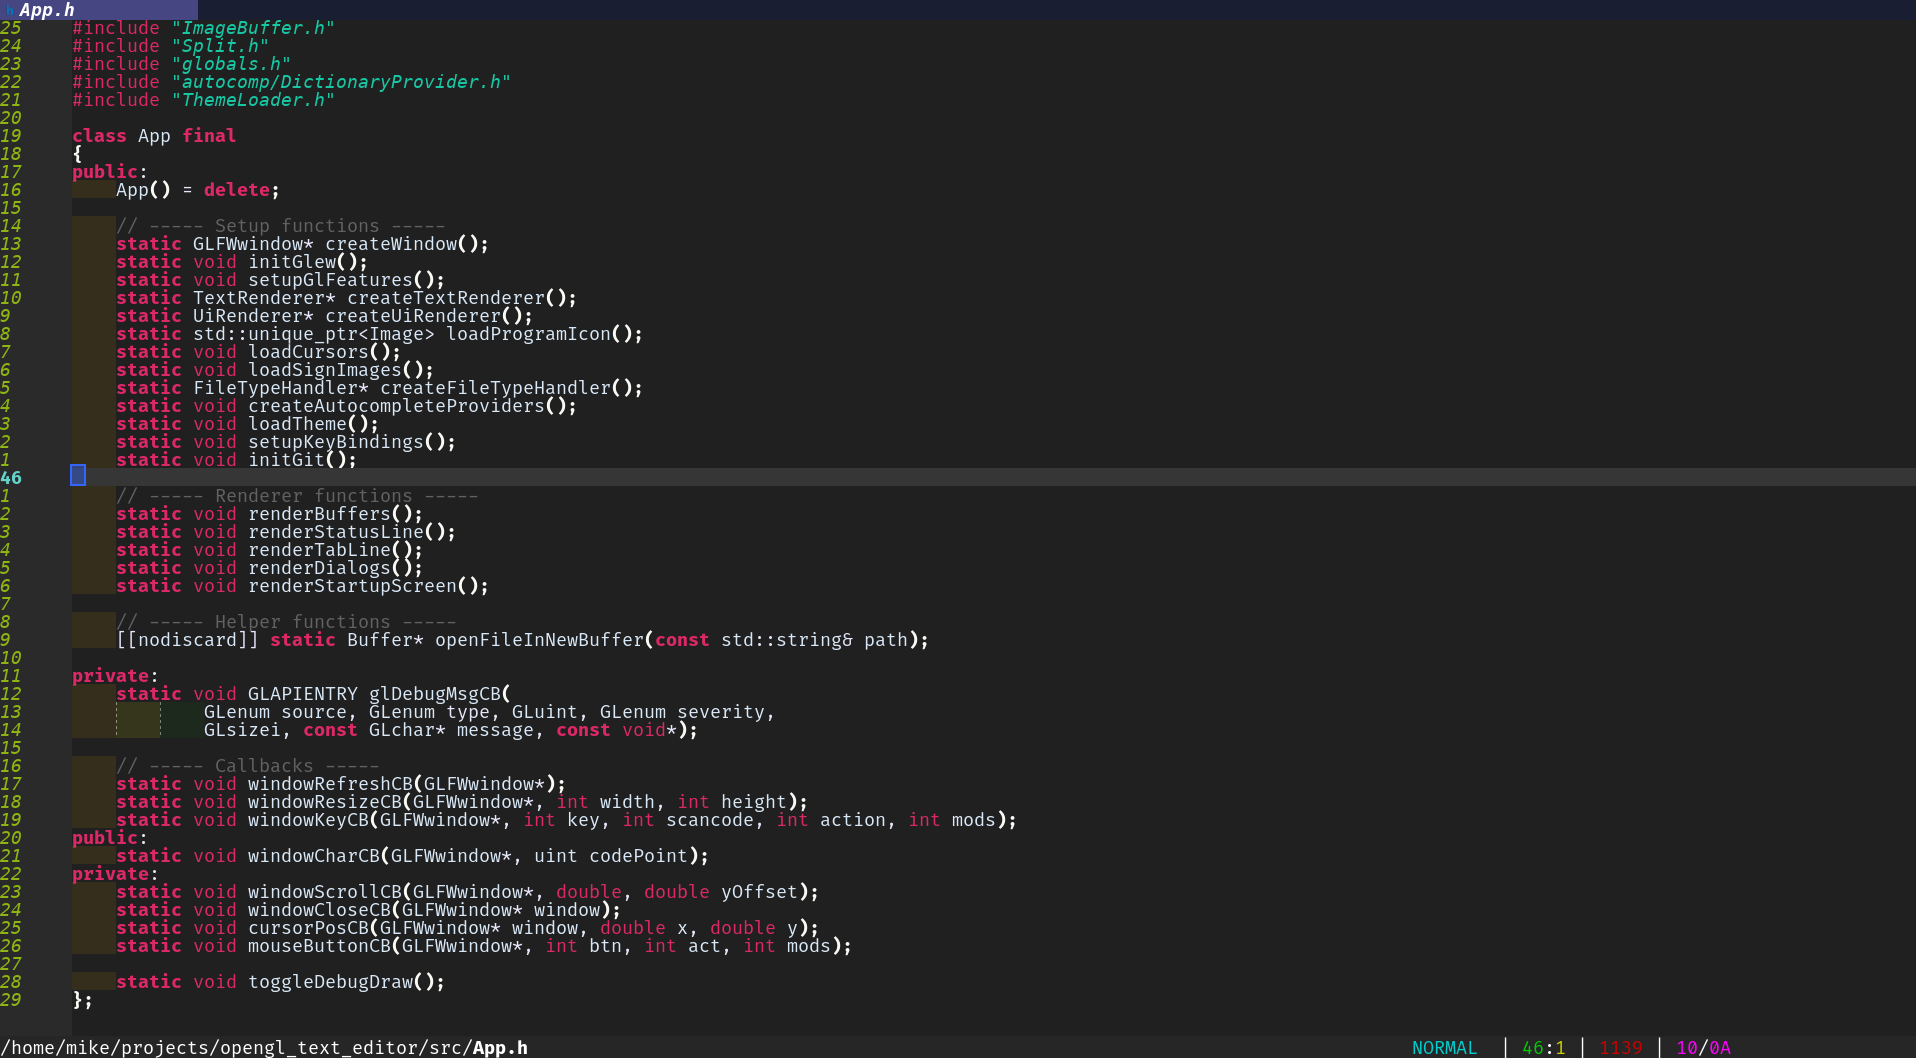 h App.h
25 #include "ImageBuffer.h"
24 #include "Split.h"
23 #include "globals.h"
22 #include "autocomp/DictionaryProvider.h"
21 #include "ThemeLoader.h"
20
19 class App final
18 {
17 public:
16     App() = delete;
15
14     // ----- Setup functions -----
13     static GLFWwindow* createWindow();
12     static void initGlew();
11     static void setupGlFeatures();
10     static TextRenderer* createTextRenderer();
9     static UiRenderer* createUiRenderer();
8     static std::unique_ptr<Image> loadProgramIcon();
7     static void loadCursors();
6     static void loadSignImages();
5     static FileTypeHandler* createFileTypeHandler();
4     static void createAutocompleteProviders();
3     static void loadTheme();
2     static void setupKeyBindings();
1     static void initGit();
46
1     // ----- Renderer functions -----
2     static void renderBuffers();
3     static void renderStatusLine();
4     static void renderTabLine();
5     static void renderDialogs();
6     static void renderStartupScreen();
7
8     // ----- Helper functions -----
9     [[nodiscard]] static Buffer* openFileInNewBuffer(const std::string& path);
10
11 private:
12     static void GLAPIENTRY glDebugMsgCB(
13             GLenum source, GLenum type, GLuint, GLenum severity,
14             GLsizei, const GLchar* message, const void*);
15
16     // ----- Callbacks -----
17     static void windowRefreshCB(GLFWwindow*);
18     static void windowResizeCB(GLFWwindow*, int width, int height);
19     static void windowKeyCB(GLFWwindow*, int key, int scancode, int action, int mods);
20 public:
21     static void windowCharCB(GLFWwindow*, uint codePoint);
22 private:
23     static void windowScrollCB(GLFWwindow*, double, double yOffset);
24     static void windowCloseCB(GLFWwindow* window);
25     static void cursorPosCB(GLFWwindow* window, double x, double y);
26     static void mouseButtonCB(GLFWwindow*, int btn, int act, int mods);
27
28     static void toggleDebugDraw();
29 };
/home/mike/projects/opengl_text_editor/src/App.h NORMAL | 46:1 | 1139 | 10/0A